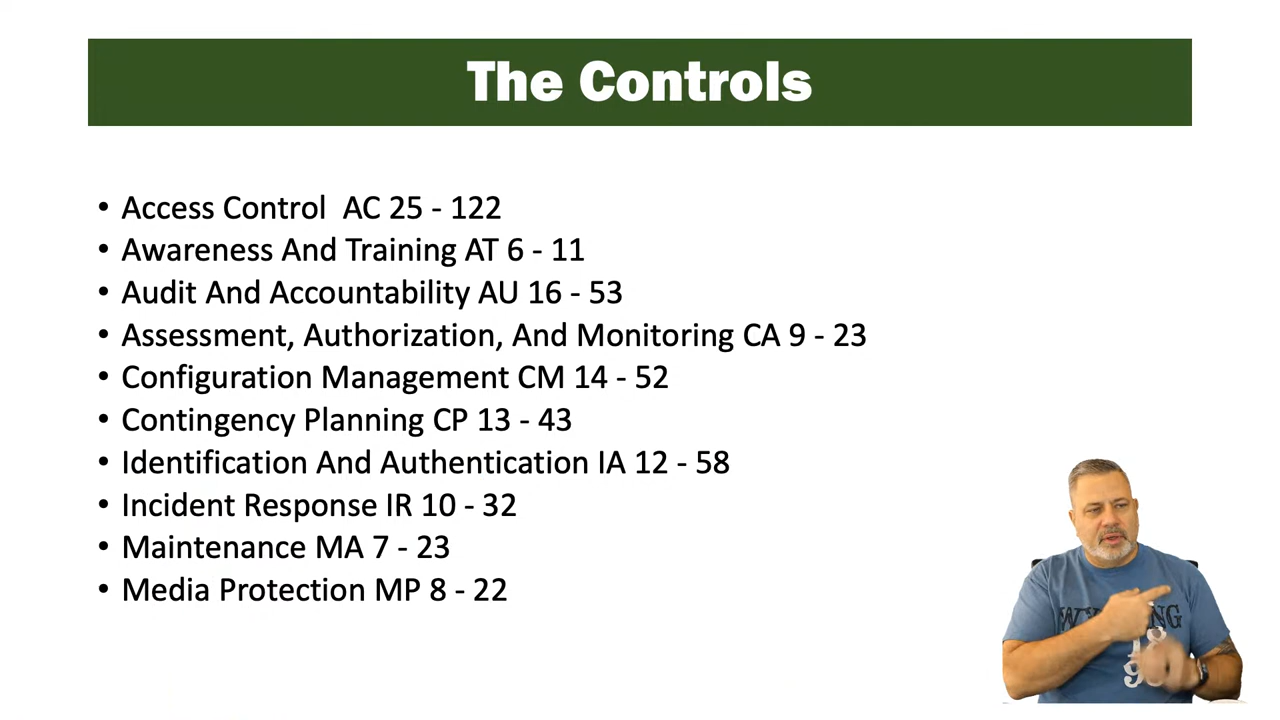 The Controls
• Access Control  AC 25 - 122
• Awareness And Training AT 6 - 11
• Audit And Accountability AU 16 - 53
• Assessment, Authorization, And Monitoring CA 9 - 23
• Configuration Management CM 14 - 52
• Contingency Planning CP 13 - 43
• Identification And Authentication IA 12 - 58
• Incident Response IR 10 - 32
• Maintenance MA 7 - 23
• Media Protection MP 8 - 22